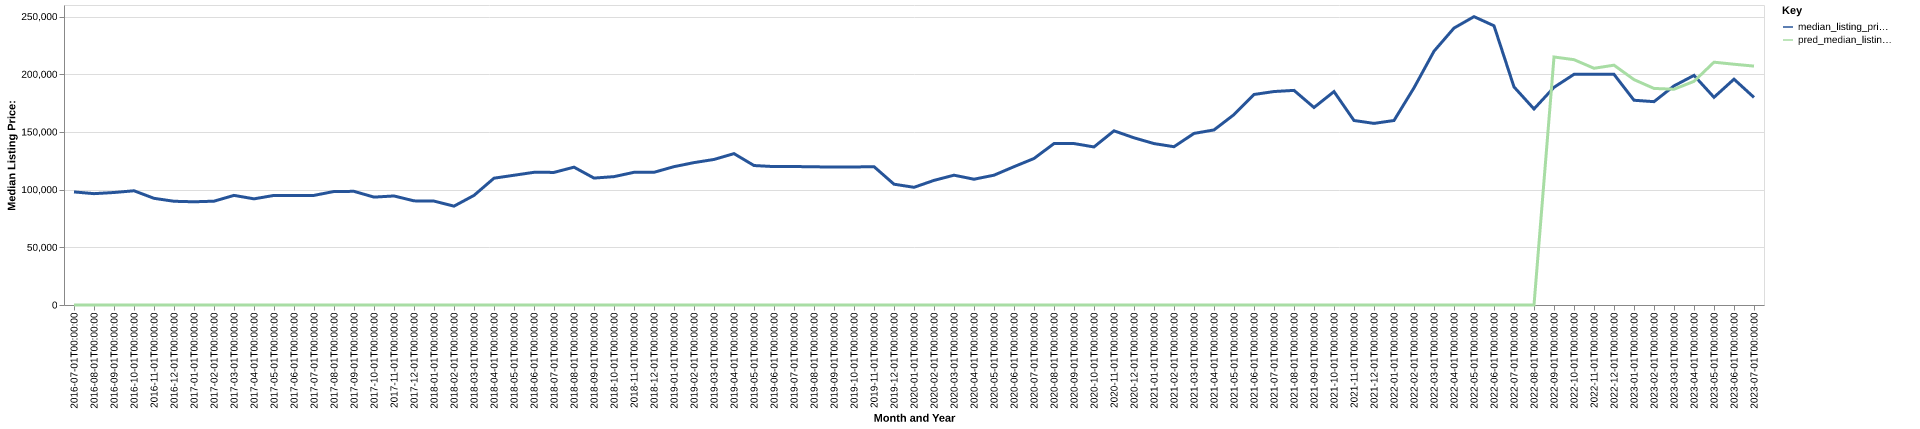 Key
median_listing_pri…
pred_median_listin…
Median Listing Price:
250,000
200,000
150,000
100,000
50,000
0
2016-07-01T00:00:00
2016-08-01T00:00:00
2016-09-01T00:00:00
2016-10-01T00:00:00
2016-11-01T00:00:00
2016-12-01T00:00:00
2017-01-01T00:00:00
2017-02-01T00:00:00
2017-03-01T00:00:00
2017-04-01T00:00:00
2017-05-01T00:00:00
2017-06-01T00:00:00
2017-07-01T00:00:00
2017-08-01T00:00:00
2017-09-01T00:00:00
2017-10-01T00:00:00
2017-11-01T00:00:00
2017-12-01T00:00:00
2018-01-01T00:00:00
2018-02-01T00:00:00
2018-03-01T00:00:00
2018-04-01T00:00:00
2018-05-01T00:00:00
2018-06-01T00:00:00
2018-07-01T00:00:00
2018-08-01T00:00:00
2018-09-01T00:00:00
2018-10-01T00:00:00
2018-11-01T00:00:00
2018-12-01T00:00:00
2019-01-01T00:00:00
2019-02-01T00:00:00
2019-03-01T00:00:00
2019-04-01T00:00:00
2019-05-01T00:00:00
2019-06-01T00:00:00
2019-07-01T00:00:00
2019-08-01T00:00:00
2019-09-01T00:00:00
2019-10-01T00:00:00
2019-11-01T00:00:00
2019-12-01T00:00:00
2020-01-01T00:00:00
2020-02-01T00:00:00
2020-03-01T00:00:00
2020-04-01T00:00:00
2020-05-01T00:00:00
2020-06-01T00:00:00
2020-07-01T00:00:00
2020-08-01T00:00:00
2020-09-01T00:00:00
2020-10-01T00:00:00
2020-11-01T00:00:00
2020-12-01T00:00:00
2021-01-01T00:00:00
2021-02-01T00:00:00
2021-03-01T00:00:00
2021-04-01T00:00:00
2021-05-01T00:00:00
2021-06-01T00:00:00
2021-07-01T00:00:00
2021-08-01T00:00:00
2021-09-01T00:00:00
2021-10-01T00:00:00
2021-11-01T00:00:00
2021-12-01T00:00:00
2022-01-01T00:00:00
2022-02-01T00:00:00
2022-03-01T00:00:00
2022-04-01T00:00:00
2022-05-01T00:00:00
2022-06-01T00:00:00
2022-07-01T00:00:00
2022-08-01T00:00:00
2022-09-01T00:00:00
2022-10-01T00:00:00
2022-11-01T00:00:00
2022-12-01T00:00:00
2023-01-01T00:00:00
2023-02-01T00:00:00
2023-03-01T00:00:00
2023-04-01T00:00:00
2023-05-01T00:00:00
2023-06-01T00:00:00
2023-07-01T00:00:00
Month and Year